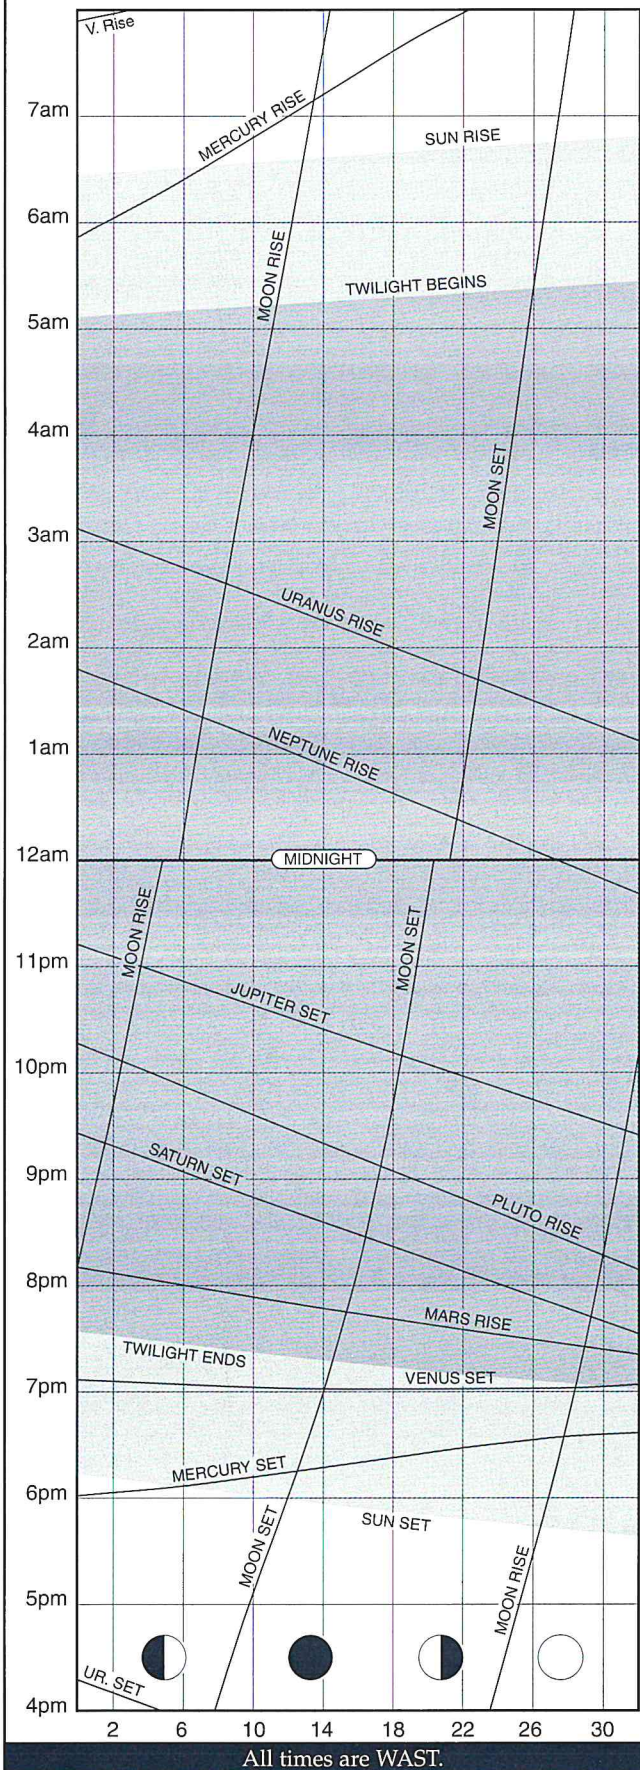 V. Rise
7am
MERCURY RISE
SUN RISE
6am
MOON RISE
TWILIGHT BEGINS
5am
4am
MOON SET
3am
URANUS RISE
2am
NEPTUNE RISE
1am
12am
MIDNIGHT
MOON RISE
MOON SET
11pm
JUPITER SET
10pm
SATURN SET
9pm
PLUTO RISE
8pm
MARS RISE
TWILIGHT ENDS
VENUS SET
7pm
MERCURY SET
6pm
SUN SET
MOON SET
MOON RISE
5pm
UR. SET
4pm
2 6 10 14 18 22 26 30
All times are WAST.